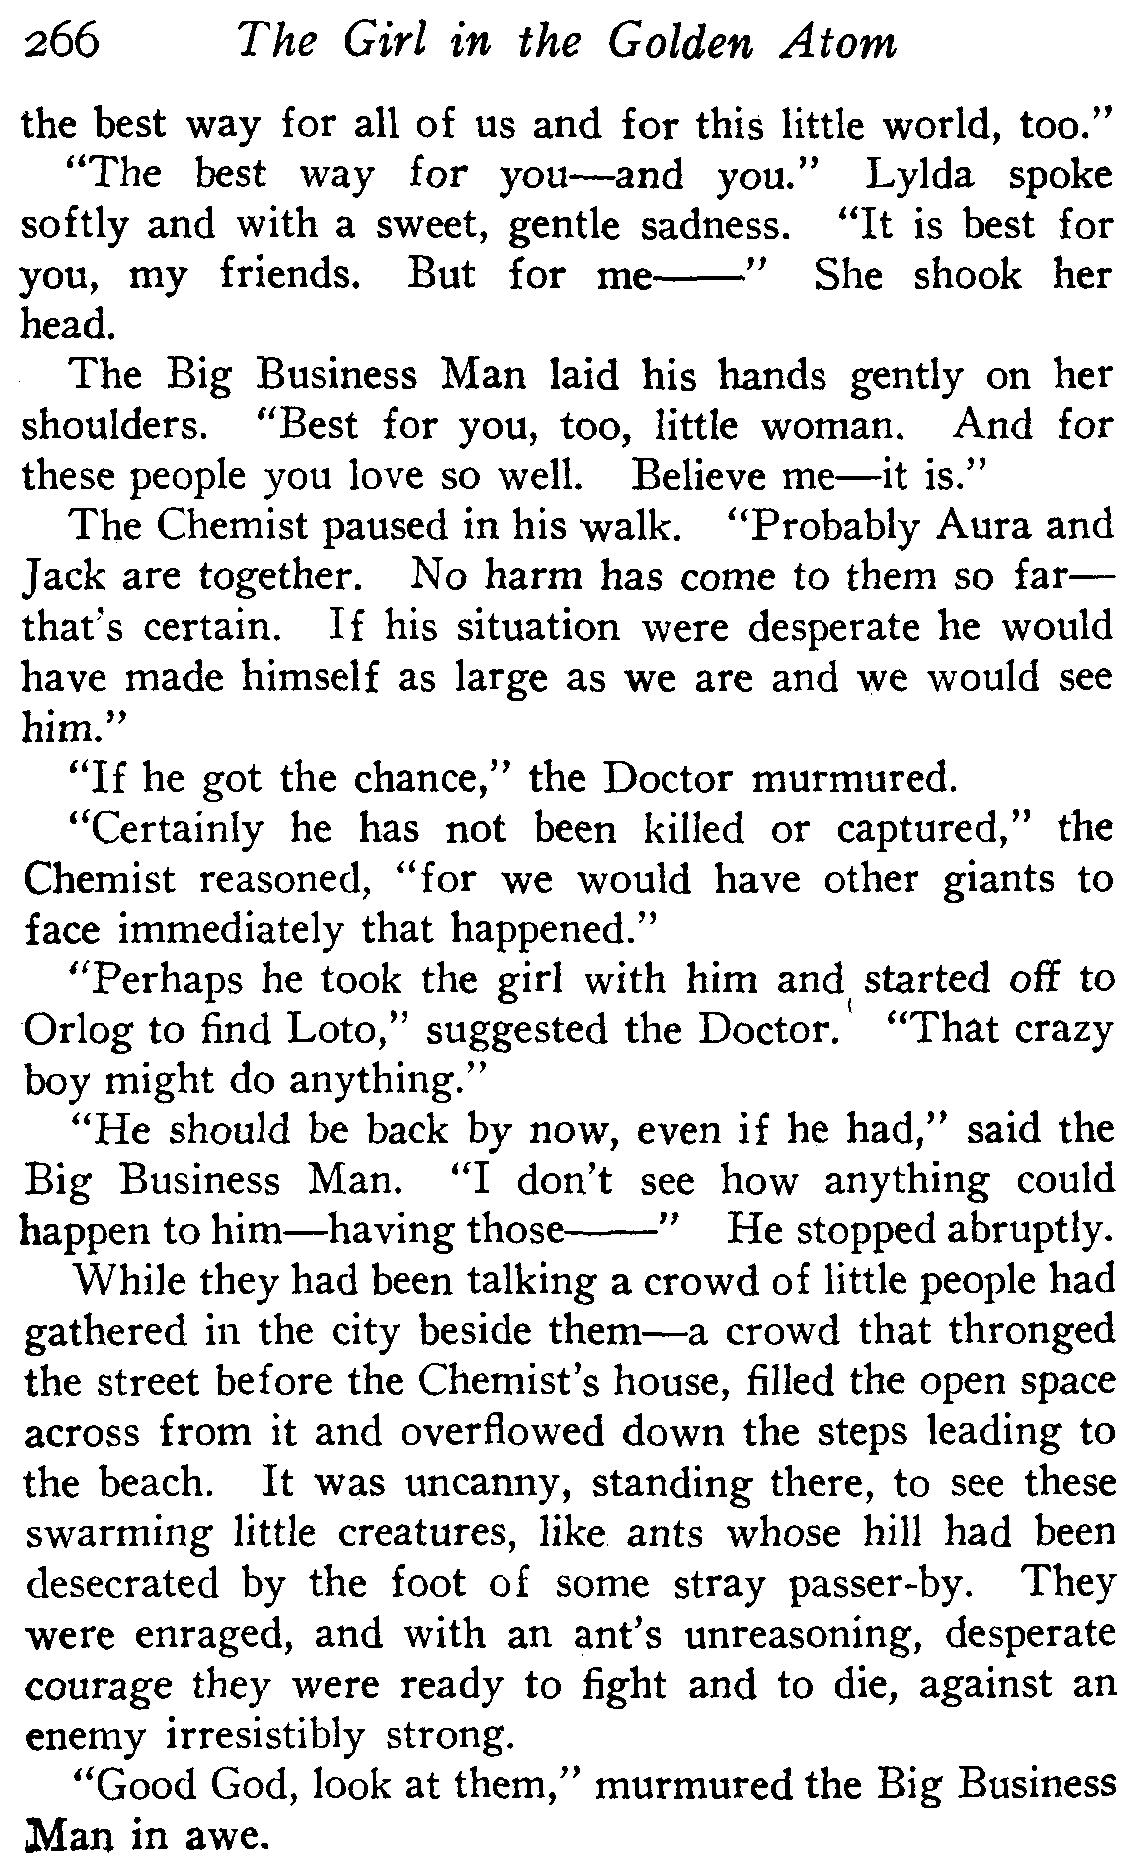 266 The Girl in the Golden Atom
the best way for all of us and for this little world, too."
"The best way for you—and you." Lylda spoke
softly and with a sweet, gentle sadness. "It is best for
you, my friends. But for me——" She shook her
head.
The Big Business Man laid his hands gently on her
shoulders. "Best for you, too, little woman. And for
these people you love so well. Believe me—it is."
The Chemist paused in his walk. "Probably Aura and
Jack are together. No harm has come to them so far—
that's certain. If his situation were desperate he would
have made himself as large as we are and we would see
him."
"If he got the chance," the Doctor murmured.
"Certainly he has not been killed or captured," the
Chemist reasoned, "for we would have other giants to
face immediately that happened."
"Perhaps he took the girl with him and started off to
Orlog to find Loto," suggested the Doctor. "That crazy
boy might do anything."
"He should be back by now, even if he had," said the
Big Business Man. "I don't see how anything could
happen to him—having those——" He stopped abruptly.
While they had been talking a crowd of little people had
gathered in the city beside them—a crowd that thronged
the street before the Chemist's house, filled the open space
across from it and overflowed down the steps leading to
the beach. It was uncanny, standing there, to see these
swarming little creatures, like ants whose hill had been
desecrated by the foot of some stray passer-by. They
were enraged, and with an ant's unreasoning, desperate
courage they were ready to fight and to die, against an
enemy irresistibly strong.
"Good God, look at them," murmured the Big Business
Man in awe.